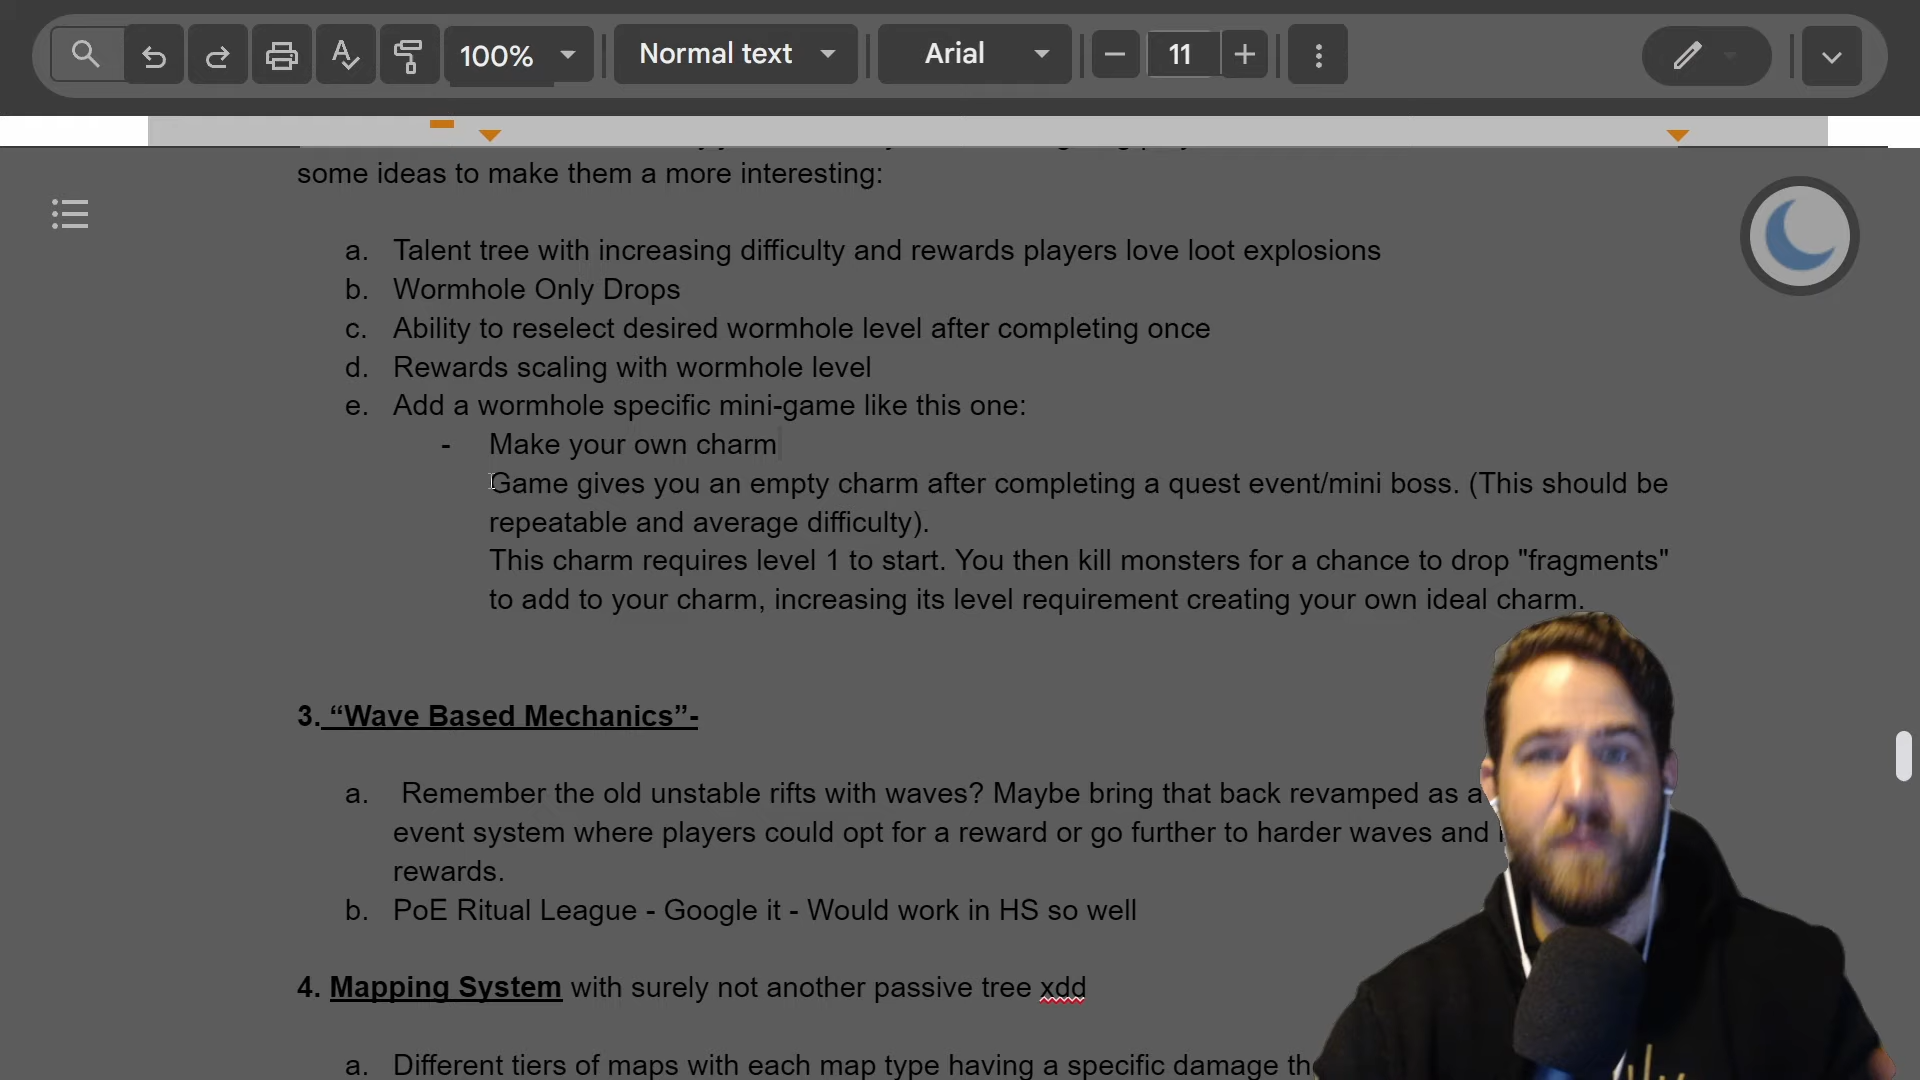 100%
Normal text
Arial
11
some ideas to make them a more interesting:
a. Talent tree with increasing difficulty and rewards players love loot explosions
b. Wormhole Only Drops
c. Ability to reselect desired wormhole level after completing once
d. Rewards scaling with wormhole level
e. Add a wormhole specific mini-game like this one:
- Make your own charm
Game gives you an empty charm after completing a quest event/mini boss. (This should be
repeatable and average difficulty).
This charm requires level 1 to start. You then kill monsters for a chance to drop "fragments"
to add to your charm, increasing its level requirement creating your own ideal charm.
3. “Wave Based Mechanics”-
a. Remember the old unstable rifts with waves? Maybe bring that back revamped as a
event system where players could opt for a reward or go further to harder waves and
rewards.
b. PoE Ritual League - Google it - Would work in HS so well
4. Mapping System with surely not another passive tree xdd
a. Different tiers of maps with each map type having a specific damage